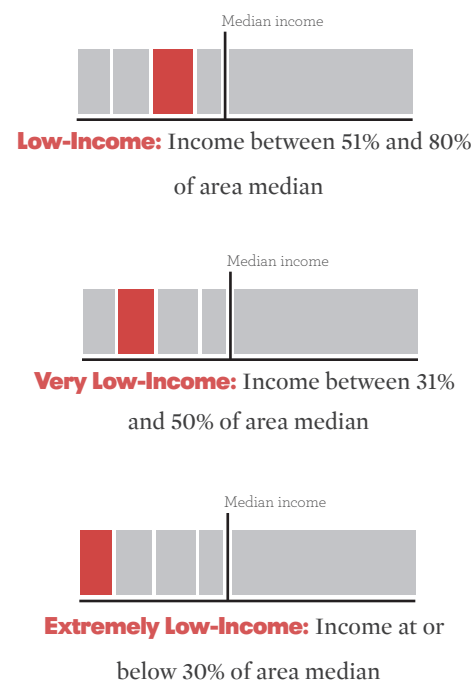 Median income
Low-Income: Income between 51% and 80%
of area median
Median income
Very Low-Income: Income between 31%
and 50% of area median
Median income
Extremely Low-Income: Income at or
below 30% of area median